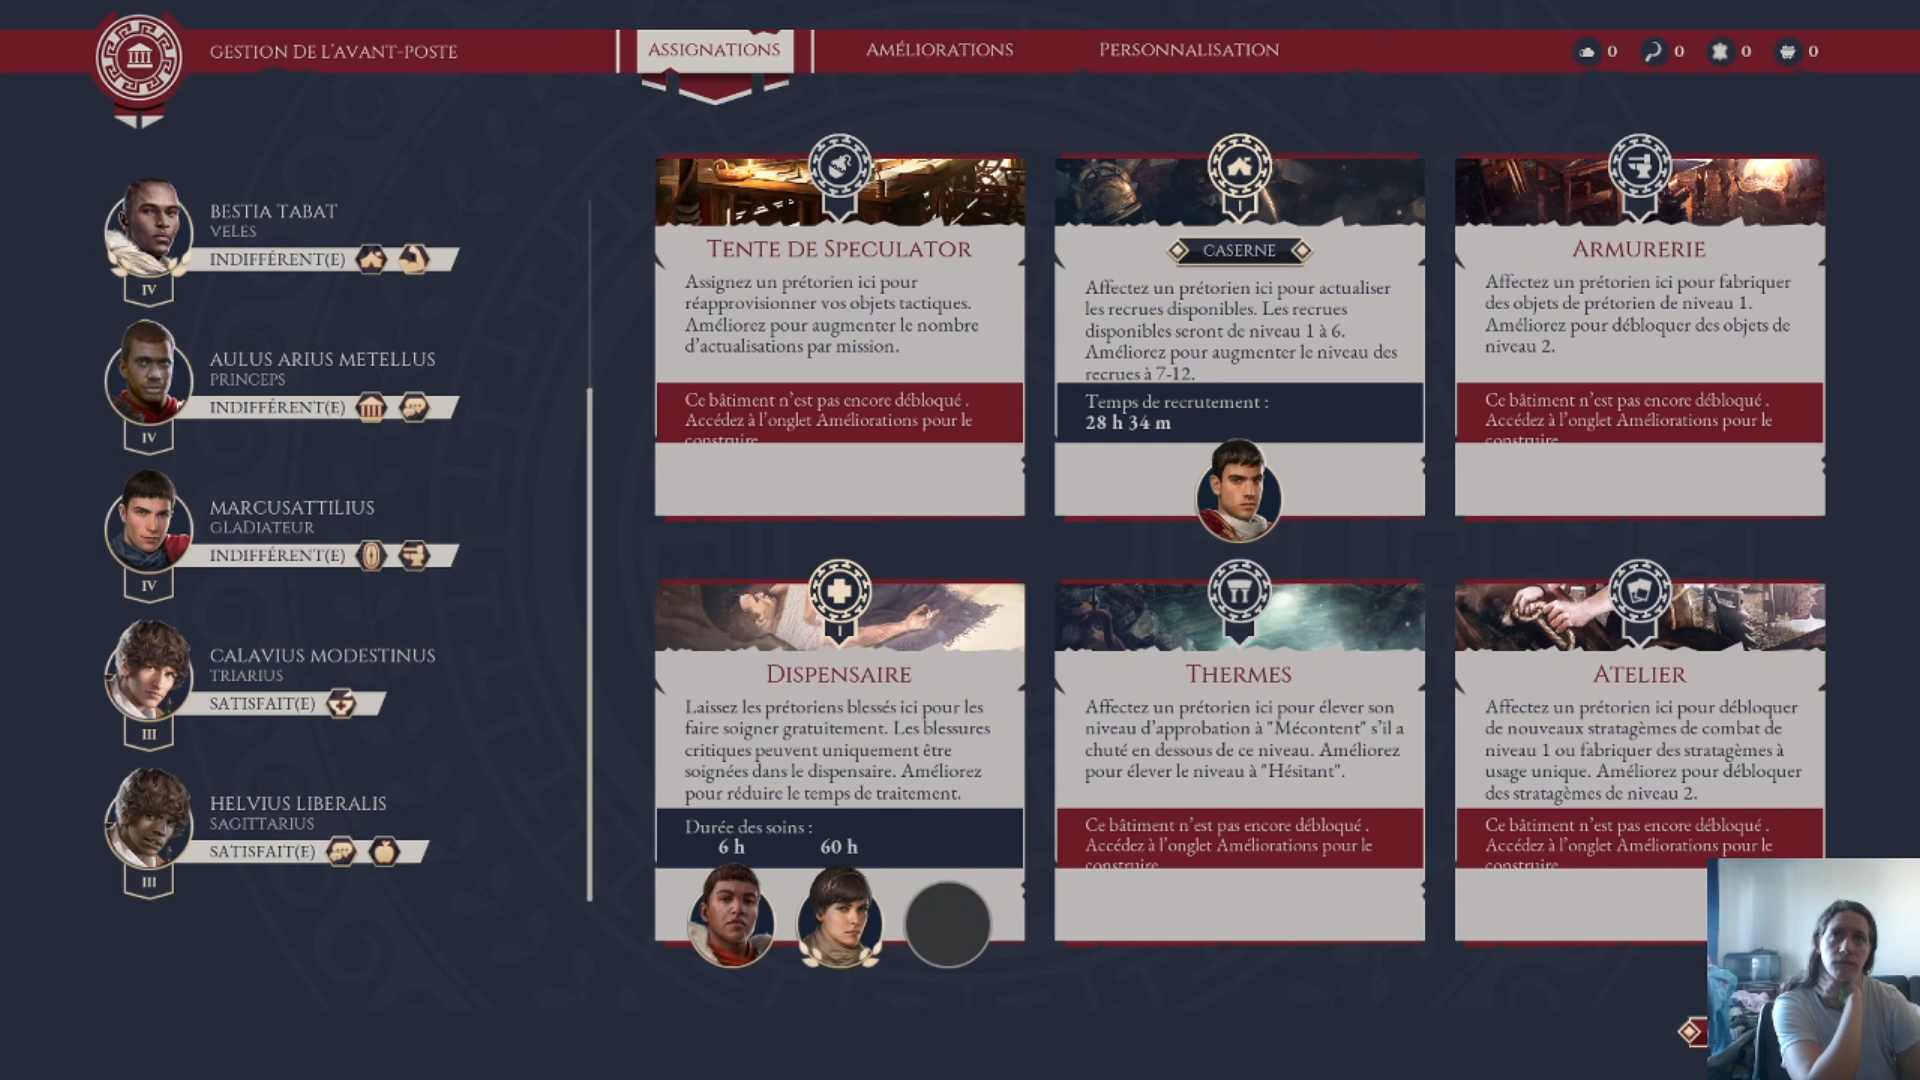 GESTION DE L'AVANT-POSTE
ASSIGNATIONS
AMÉLIORATIONS
PERSONNALISATION
0
0
0
0
BESTIA TABAT
VELES
INDIFFÉRENT(E)
IV
AULUS ARIUS METELLUS
PRINCEPS
INDIFFÉRENT(E)
IV
MARCUSATTILIUS
GLADIATEUR
INDIFFÉRENT(E)
IV
CALAVIUS MODESTINUS
TRIARIUS
SATISFAIT(E)
III
HELVIUS LIBERALIS
SAGITTARIUS
SATISFAIT(E)
III
TENTE DE SPECULATOR
Assignez un prétorien ici pour
réapprovisionner vos objets tactiques.
Améliorez pour augmenter le nombre
d'actualisations par mission.
Ce bâtiment n'est pas encore débloqué .
Accédez à l'onglet Améliorations pour le
construire
I
CASERNE
Affectez un prétorien ici pour actualiser
les recrues disponibles. Les recrues
disponibles seront de niveau 1 à 6.
Améliorez pour augmenter le niveau des
recrues à 7-12.
Temps de recrutement :
28 h 34 m
ARMURERIE
Affectez un prétorien ici pour fabriquer
des objets de prétorien de niveau 1.
Améliorez pour débloquer des objets de
niveau 2.
Ce bâtiment n'est pas encore débloqué .
Accédez à l'onglet Améliorations pour le
construire
I
DISPENSAIRE
Laissez les prétoriens blessés ici pour les
faire soigner gratuitement. Les blessures
critiques peuvent uniquement être
soignées dans le dispensaire. Améliorez
pour réduire le temps de traitement.
Durée des soins :
6 h 60 h
THERMES
Affectez un prétorien ici pour élever son
niveau d'approbation à "Mécontent" s'il a
chuté en dessous de ce niveau. Améliorez
pour élever le niveau à "Hésitant".
Ce bâtiment n'est pas encore débloqué .
Accédez à l'onglet Améliorations pour le
construire
ATELIER
Affectez un prétorien ici pour débloquer
de nouveaux stratagèmes de combat de
niveau 1 ou fabriquer des stratagèmes à
usage unique. Améliorez pour débloquer
des stratagèmes de niveau 2.
Ce bâtiment n'est pas encore débloqué .
Accédez à l'onglet Améliorations pour le
construire